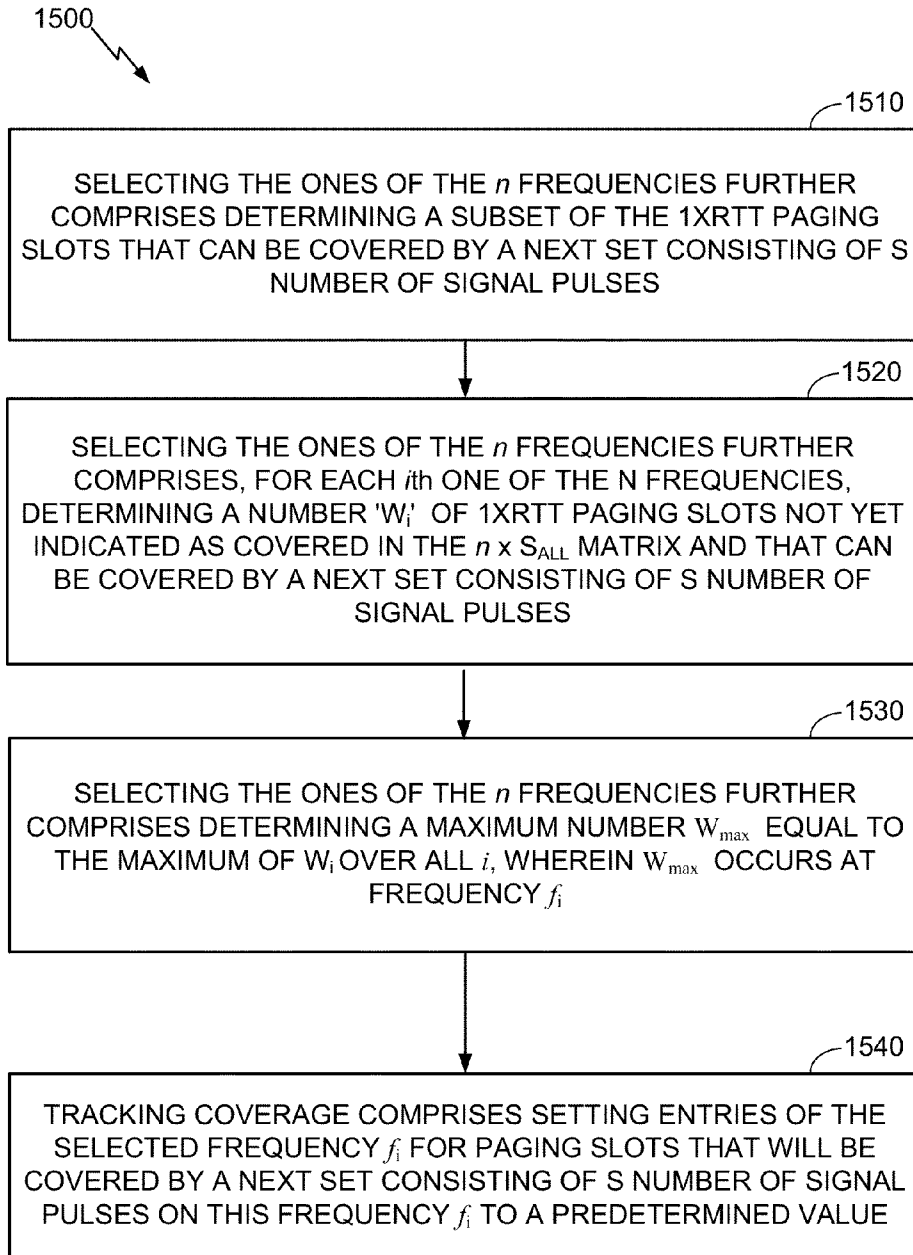 1500
1510
SELECTING THE ONES OF THE n FREQUENCIES FURTHER
COMPRISES DETERMINING A SUBSET OF THE 1XRTT PAGING
SLOTS THAT CAN BE COVERED BY A NEXT SET CONSISTING OF S
NUMBER OF SIGNAL PULSES
1520
SELECTING THE ONES OF THE n FREQUENCIES FURTHER
COMPRISES, FOR EACH ith ONE OF THE N FREQUENCIES,
DETERMINING A NUMBER 'Wi' OF 1XRTT PAGING SLOTS NOT YET
INDICATED AS COVERED IN THE n x SALL MATRIX AND THAT CAN
BE COVERED BY A NEXT SET CONSISTING OF S NUMBER OF
SIGNAL PULSES
1530
SELECTING THE ONES OF THE n FREQUENCIES FURTHER
COMPRISES DETERMINING A MAXIMUM NUMBER Wmax EQUAL TO
THE MAXIMUM OF Wi OVER ALL i, WHEREIN Wmax OCCURS AT
FREQUENCY fi
1540
TRACKING COVERAGE COMPRISES SETTING ENTRIES OF THE
SELECTED FREQUENCY fi FOR PAGING SLOTS THAT WILL BE
COVERED BY A NEXT SET CONSISTING OF S NUMBER OF SIGNAL
PULSES ON THIS FREQUENCY fi TO A PREDETERMINED VALUE